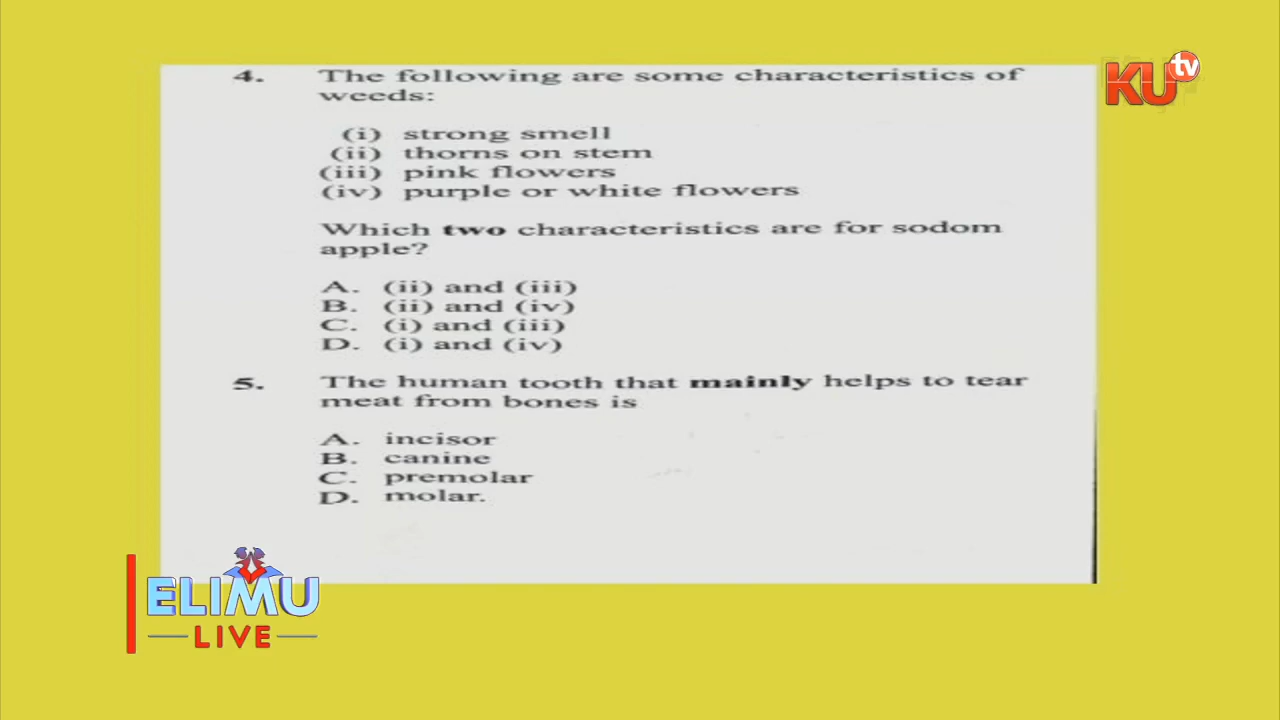 KU tv
4. The following are some characteristics of
weeds:
(i) strong smell
(ii) thorns on stem
(iii) pink flowers
(iv) purple or white flowers
Which two characteristics are for sodom
apple?
A. (ii) and (iii)
B. (ii) and (iv)
C. (i) and (iii)
D. (i) and (iv)
5. The human tooth that mainly helps to tear
meat from bones is
A. incisor
B. canine
C. premolar
D. molar.
ELIMU
LIVE